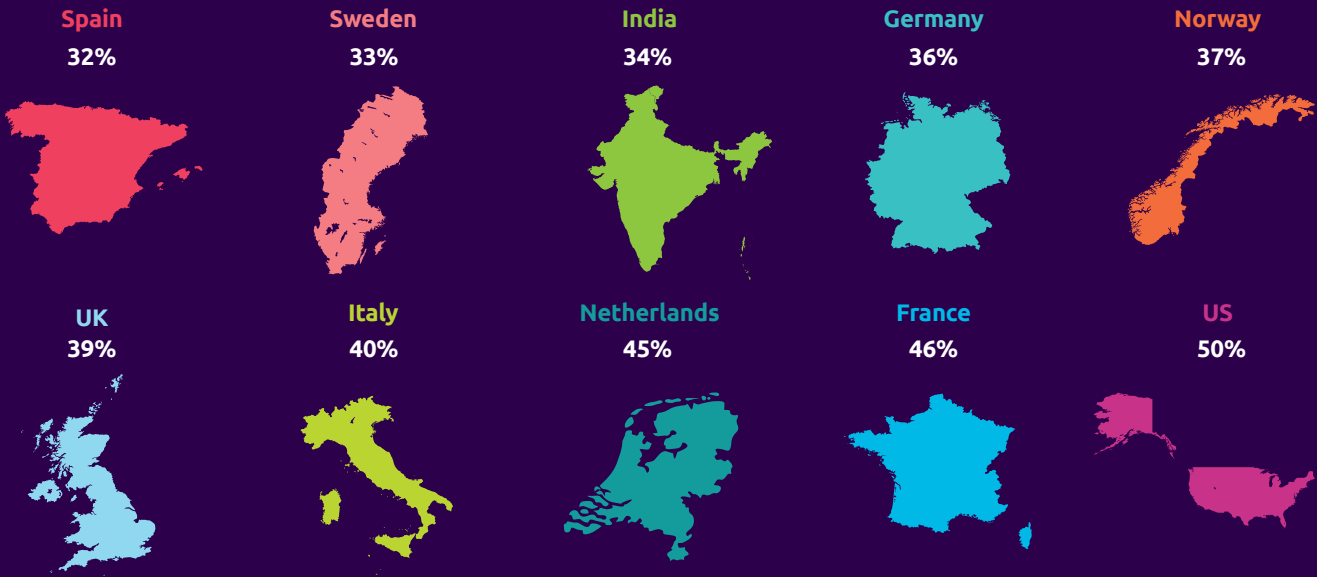 Spain
32%
Sweden
33%
India
34%
Germany
36%
Norway
37%
UK
39%
Italy
40%
Netherlands
45%
France
46%
US
50%